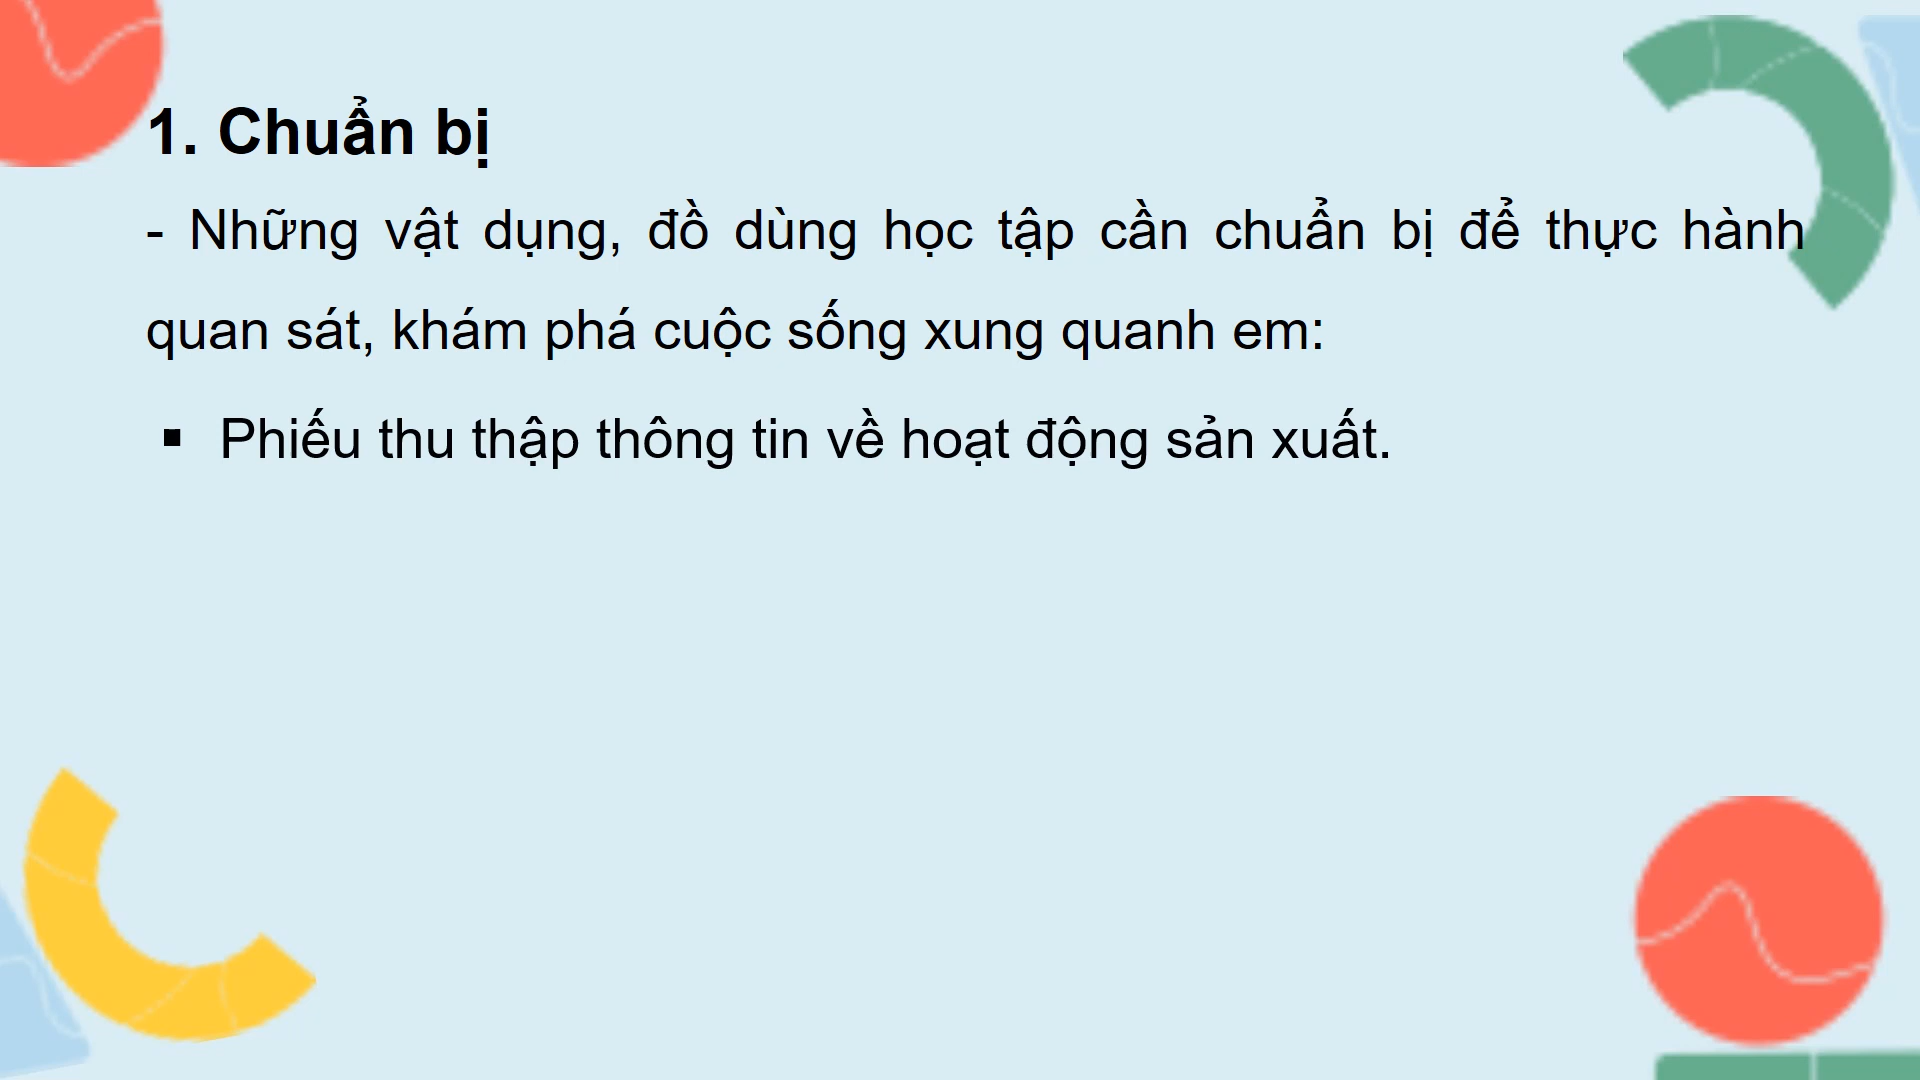 1. Chuẩn bị
- Những vật dụng, đồ dùng học tập cần chuẩn bị để thực hành
quan sát, khám phá cuộc sống xung quanh em:
▪ Phiếu thu thập thông tin về hoạt động sản xuất.